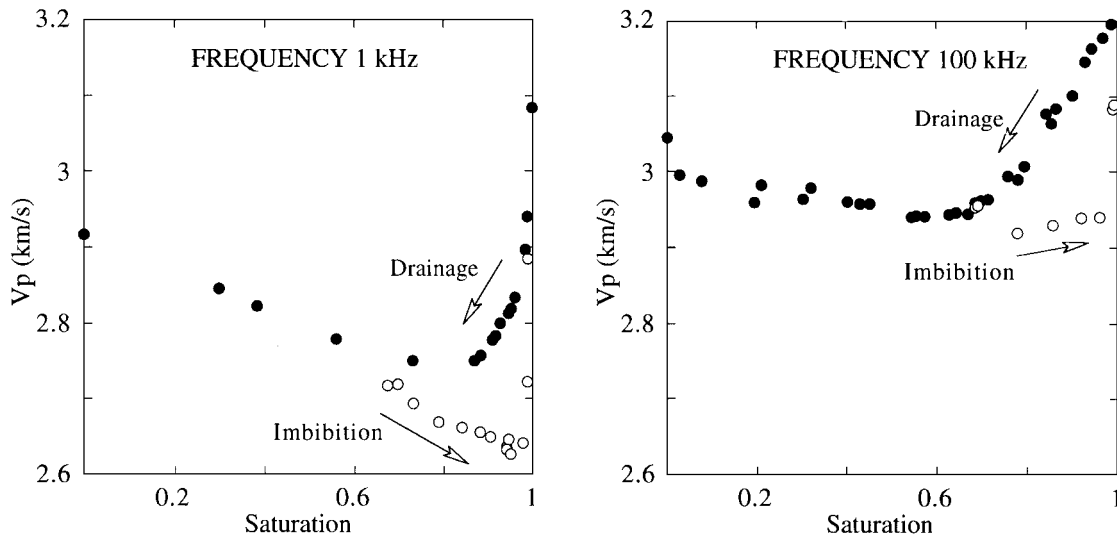 3.2
FREQUENCY 1 kHz
3
Vp (km/s)
Drainage
2.8
Imbibition
2.6
0.2
0.6
1
Saturation
3.2
FREQUENCY 100 kHz
Drainage
3
Vp (km/s)
Imbibition
2.8
2.6
0.2
0.6
1
Saturation